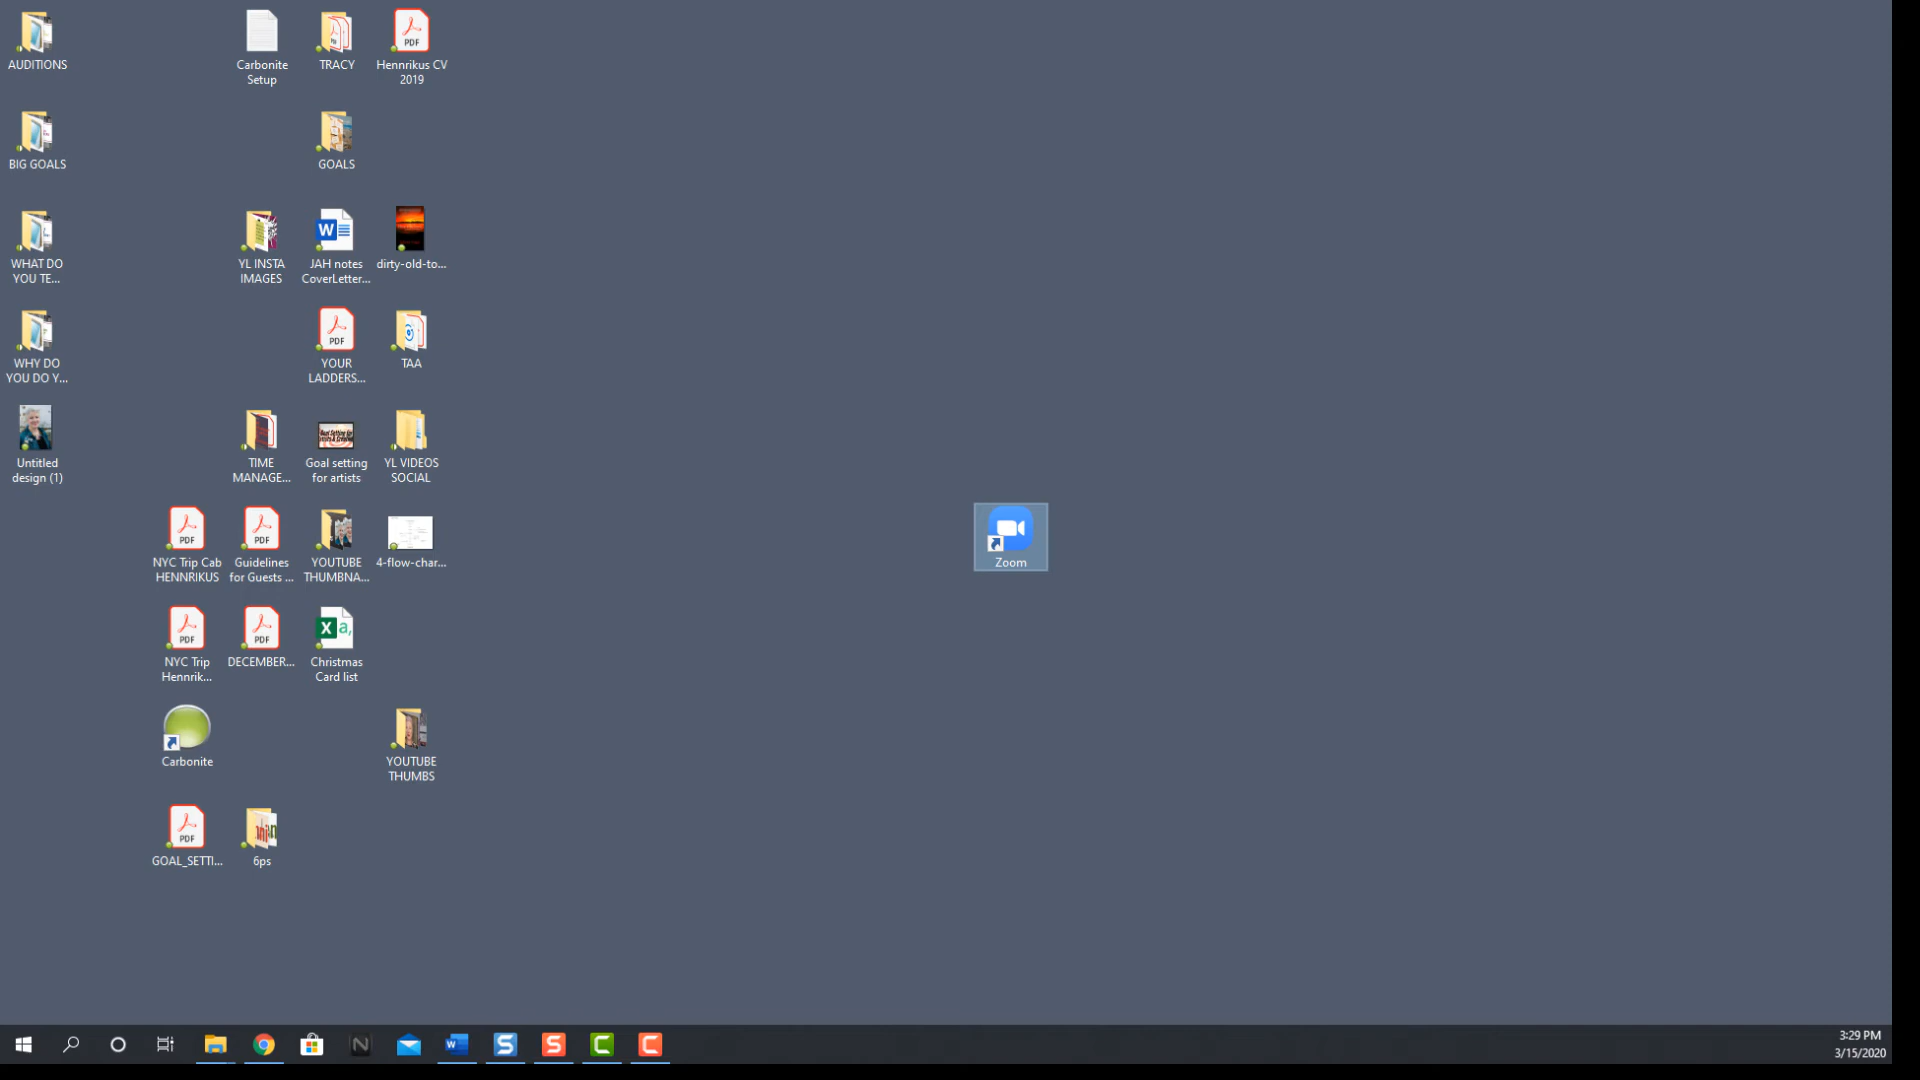 AUDITIONS
Carbonite
Setup
TRACY
PDF
Hennrikus CV
2019
BIG GOALS
GOALS
WHAT DO
YOU TE...
YL INSTA
IMAGES
W
JAH notes
CoverLetter...
dirty-old-to...
WHY DO
YOU DO Y...
PDF
YOUR
LADDERS...
TAA
Untitled
design (1)
TIME
MANAGE...
Goal setting
for artists
YL VIDEOS
SOCIAL
PDF
NYC Trip Cab
HENNRIKUS
PDF
Guidelines
for Guests ...
YOUTUBE
THUMBNA...
4-flow-char...
Zoom
PDF
NYC Trip
Hennrik...
PDF
DECEMBER...
X a,
Christmas
Card list
Carbonite
YOUTUBE
THUMBS
PDF
GOAL_SETTI...
6ps
N
W
S
S
C
C
3:29 PM
3/15/2020